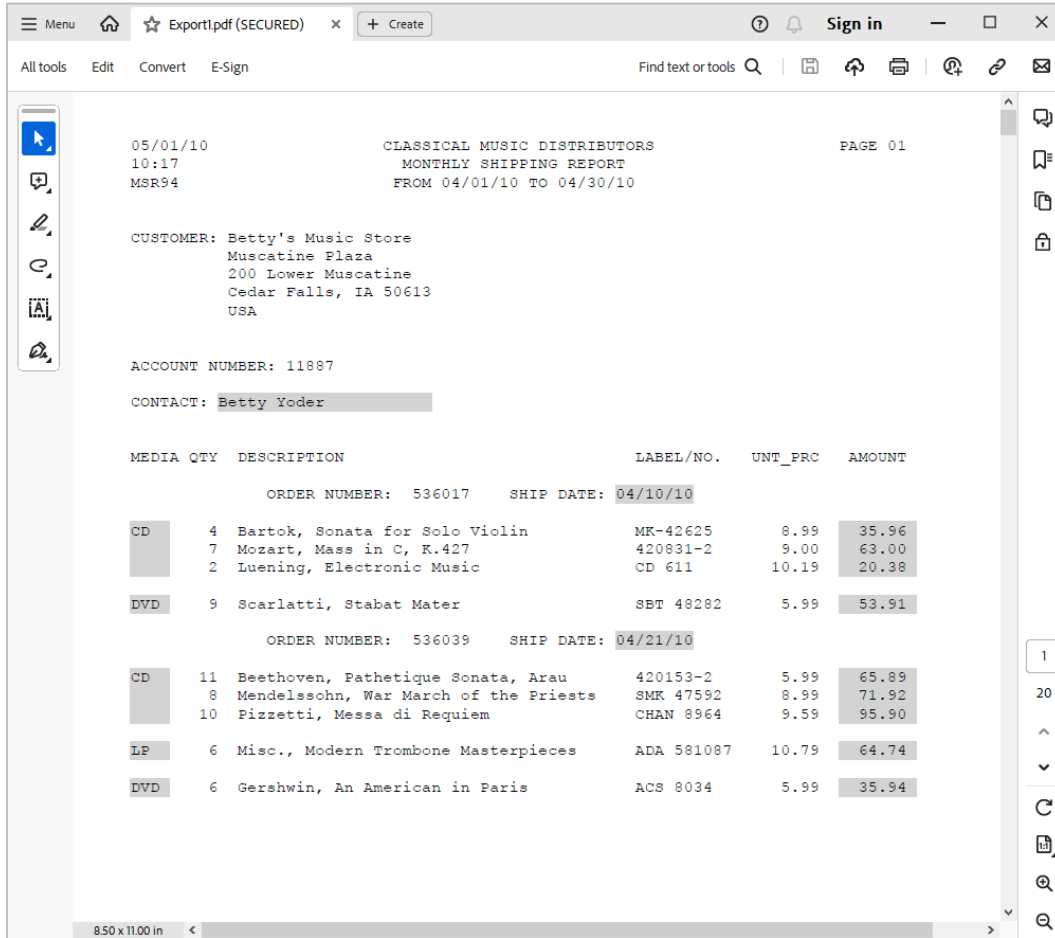 Menu Export1.pdf (SECURED) × + Create Sign in
All tools Edit Convert E-Sign Find text or tools
05/01/10 CLASSICAL MUSIC DISTRIBUTORS PAGE 01
10:17 MONTHLY SHIPPING REPORT
MSR94 FROM 04/01/10 TO 04/30/10
CUSTOMER: Betty's Music Store
Muscatine Plaza
200 Lower Muscatine
Cedar Falls, IA 50613
USA
ACCOUNT NUMBER: 11887
CONTACT: Betty Yoder
MEDIA QTY DESCRIPTION LABEL/NO. UNT_PRC AMOUNT
ORDER NUMBER: 536017 SHIP DATE: 04/10/10
CD 4 Bartok, Sonata for Solo Violin MK-42625 8.99 35.96
7 Mozart, Mass in C, K.427 420831-2 9.00 63.00
2 Luening, Electronic Music CD 611 10.19 20.38
DVD 9 Scarlatti, Stabat Mater SBT 48282 5.99 53.91
ORDER NUMBER: 536039 SHIP DATE: 04/21/10
CD 11 Beethoven, Pathetique Sonata, Arau 420153-2 5.99 65.89
8 Mendelssohn, War March of the Priests SMK 47592 8.99 71.92
10 Pizzetti, Messa di Requiem CHAN 8964 9.59 95.90
LP 6 Misc., Modern Trombone Masterpieces ADA 581087 10.79 64.74
DVD 6 Gershwin, An American in Paris ACS 8034 5.99 35.94
1
20
8.50 x 11.00 in